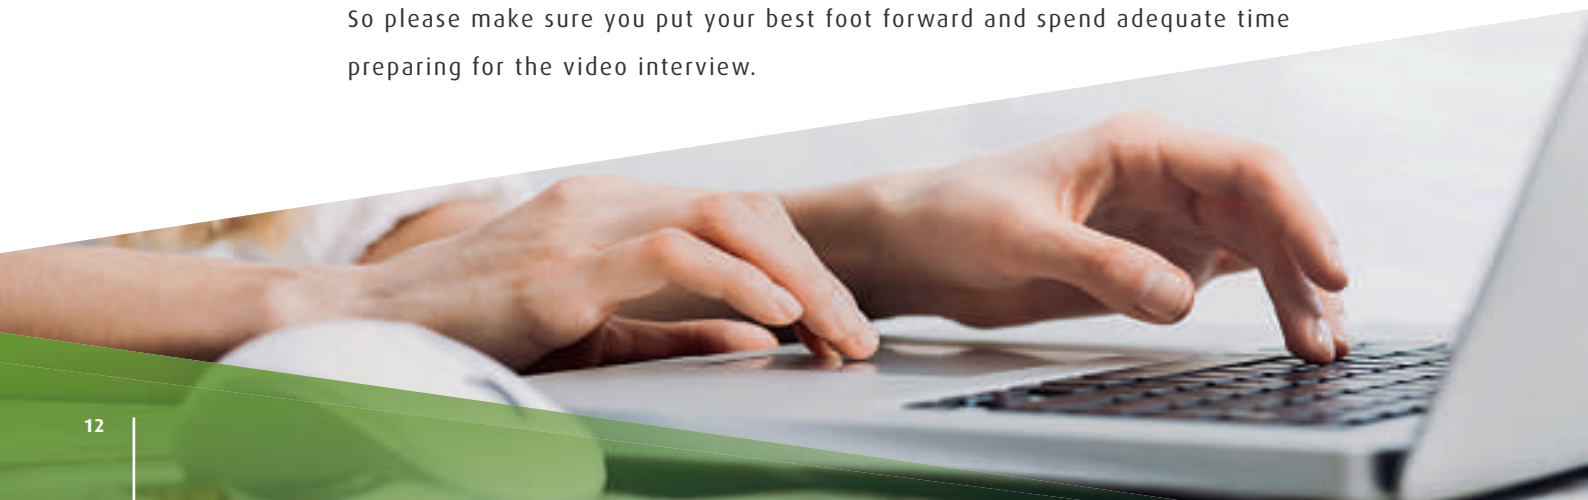 So please make sure you put your best foot forward and spend adequate time
preparing for the video interview.
12